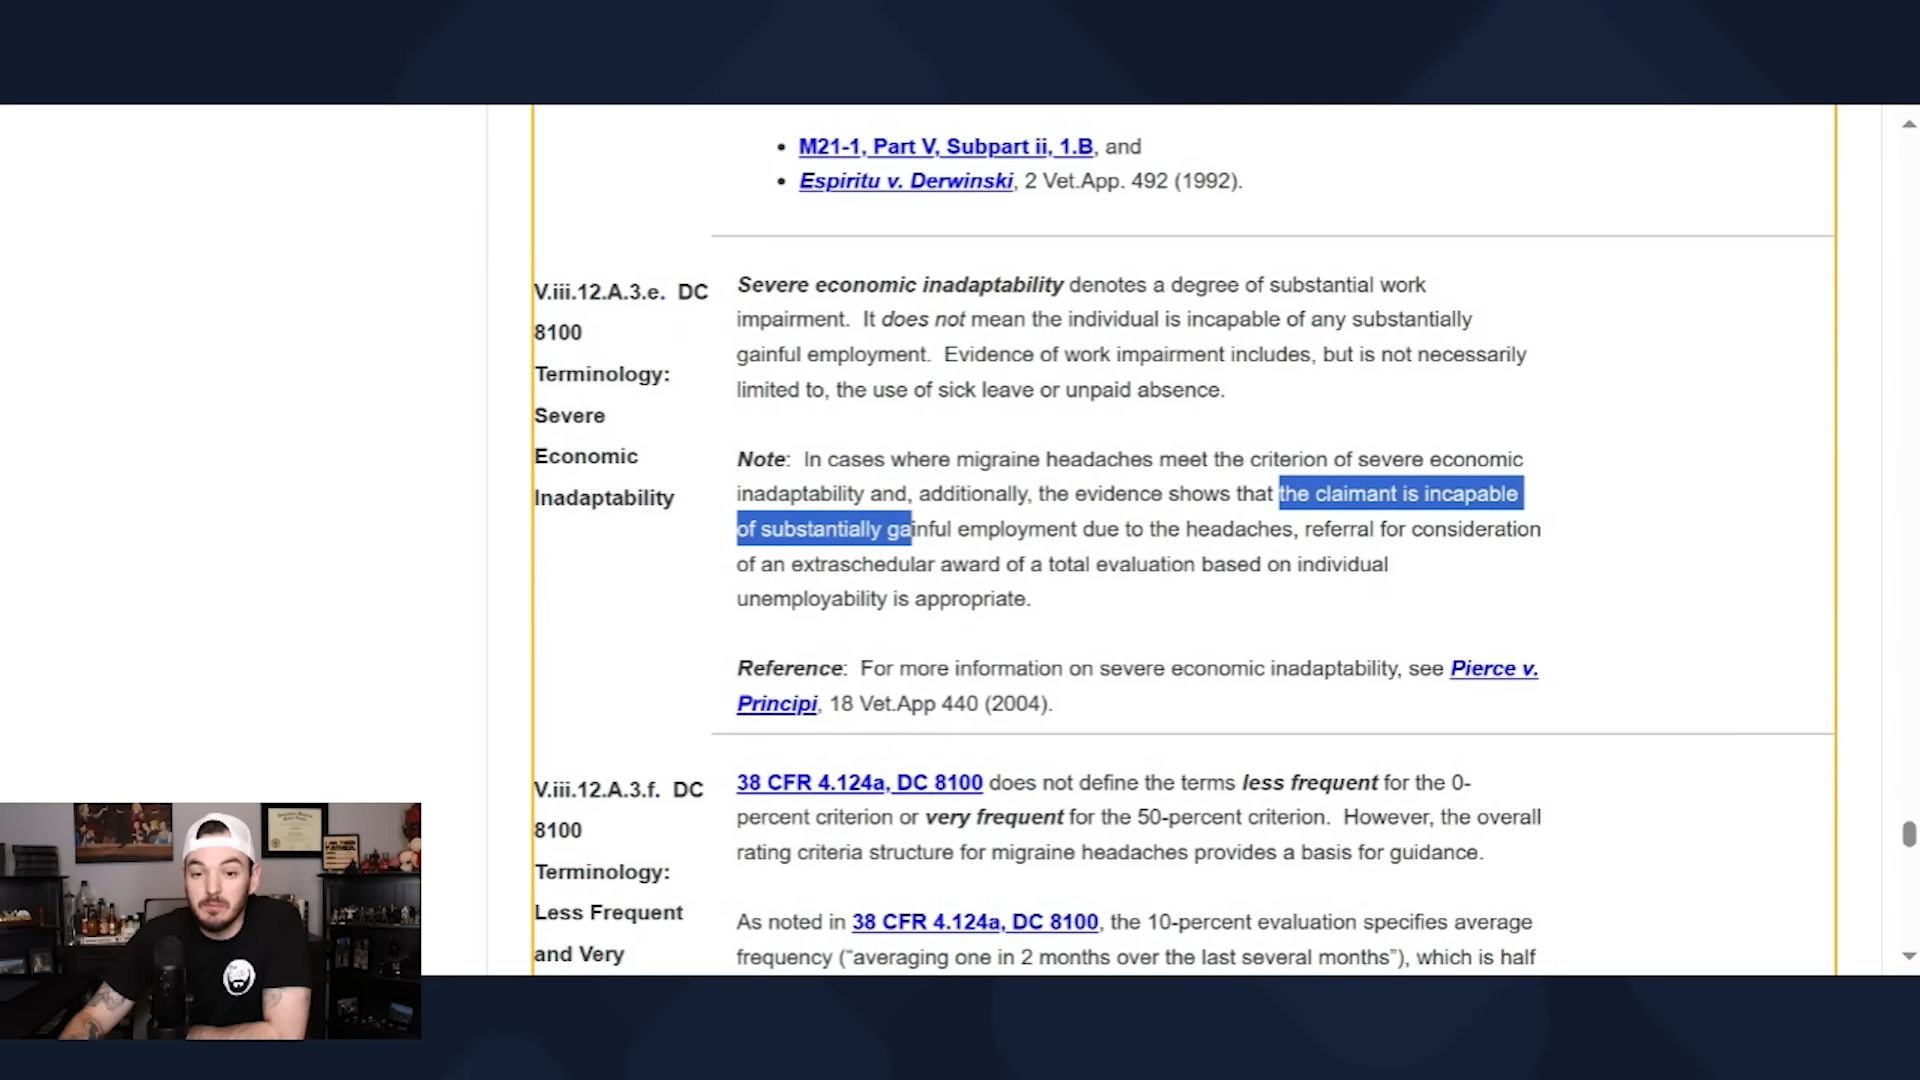 M21-1, Part V, Subpart ii, 1.B, and
Espiritu v. Derwinski, 2 Vet.App. 492 (1992).
V.iii.12.A.3.e. DC
8100
Terminology:
Severe
Economic
Inadaptability
Severe economic inadaptability denotes a degree of substantial work
impairment. It does not mean the individual is incapable of any substantially
gainful employment. Evidence of work impairment includes, but is not necessarily
limited to, the use of sick leave or unpaid absence.
Note: In cases where migraine headaches meet the criterion of severe economic
inadaptability and, additionally, the evidence shows that the claimant is incapable
of substantially gainful employment due to the headaches, referral for consideration
of an extraschedular award of a total evaluation based on individual
unemployability is appropriate.
Reference: For more information on severe economic inadaptability, see Pierce v.
Principi, 18 Vet.App 440 (2004).
V.iii.12.A.3.f. DC
8100
Terminology:
Less Frequent
and Very
38 CFR 4.124a, DC 8100 does not define the terms less frequent for the 0-
percent criterion or very frequent for the 50-percent criterion. However, the overall
rating criteria structure for migraine headaches provides a basis for guidance.
As noted in 38 CFR 4.124a, DC 8100, the 10-percent evaluation specifies average
frequency (“averaging one in 2 months over the last several months”), which is half